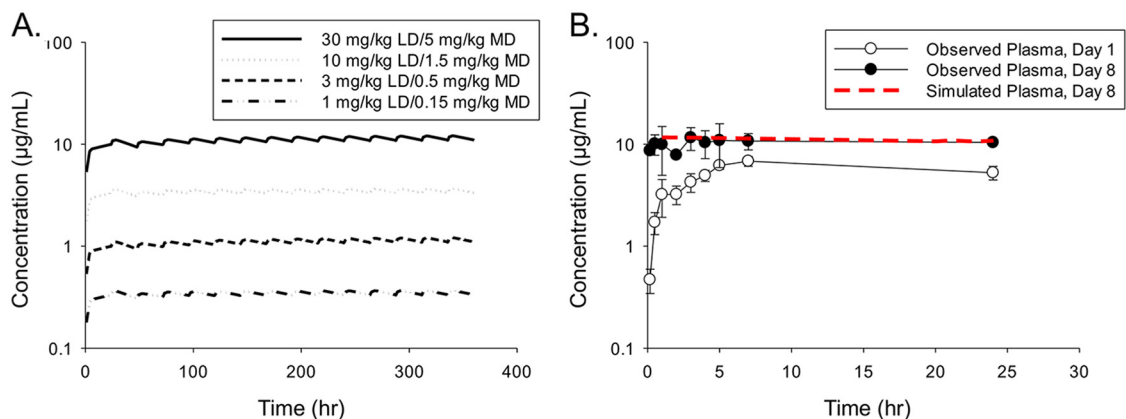 A.
Concentration (µg/mL)
100
10
1
0.1
30 mg/kg LD/5 mg/kg MD
10 mg/kg LD/1.5 mg/kg MD
3 mg/kg LD/0.5 mg/kg MD
1 mg/kg LD/0.15 mg/kg MD
0 100 200 300 400
Time (hr)
B.
Concentration (µg/mL)
100
10
1
0.1
Observed Plasma, Day 1
Observed Plasma, Day 8
Simulated Plasma, Day 8
0 5 10 15 20 25 30
Time (hr)